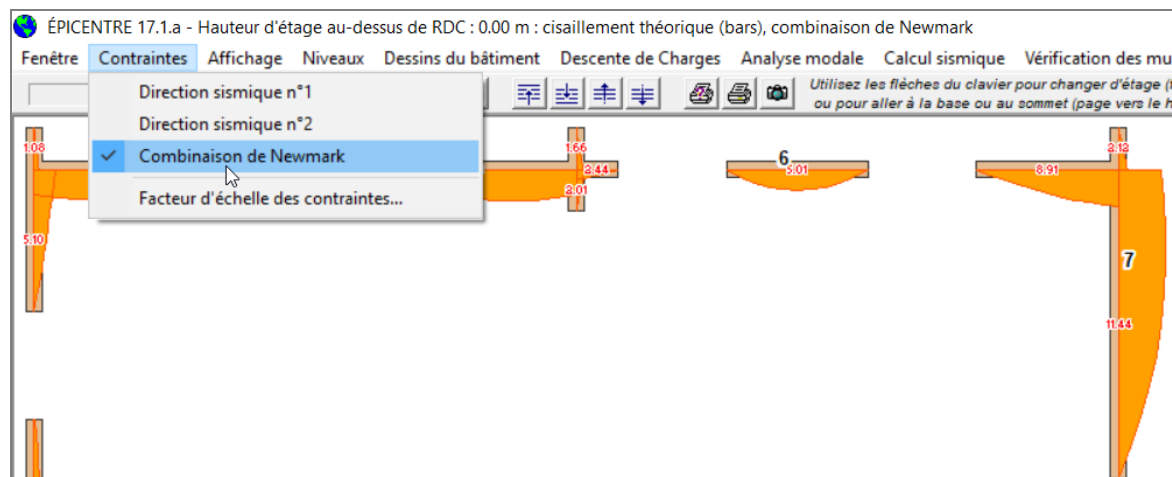 ÉPICENTRE 17.1.a - Hauteur d'étage au-dessus de RDC : 0.00 m : cisaillement théorique (bars), combinaison de Newmark
Fenêtre Contraintes Affichage Niveaux Dessins du bâtiment Descente de Charges Analyse modale Calcul sismique Vérification des mu
Utilisez les flèches du clavier pour changer d'étage (
ou pour aller à la base ou au sommet (page vers le h
Direction sismique n°1
Direction sismique n°2
Combinaison de Newmark
Facteur d'échelle des contraintes...
1.08
1.66
2.44
2.01
6
5.01
8.91
2.12
5.10
7
11.44